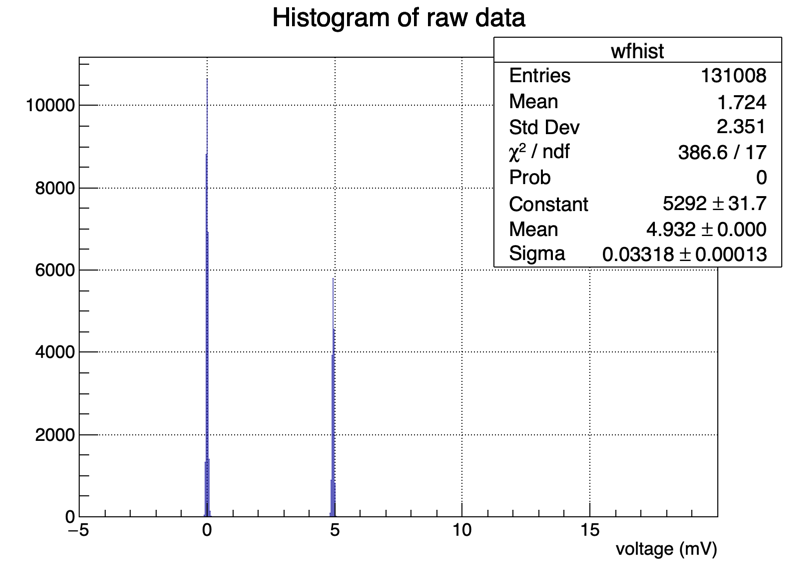 Histogram of raw data
wfhist
Entries 131008
Mean 1.724
Std Dev 2.351
χ² / ndf 386.6 / 17
Prob 0
Constant 5292 ± 31.7
Mean 4.932 ± 0.000
Sigma 0.03318 ± 0.00013
10000
8000
6000
4000
2000
0
−5 0 5 10 15
voltage (mV)